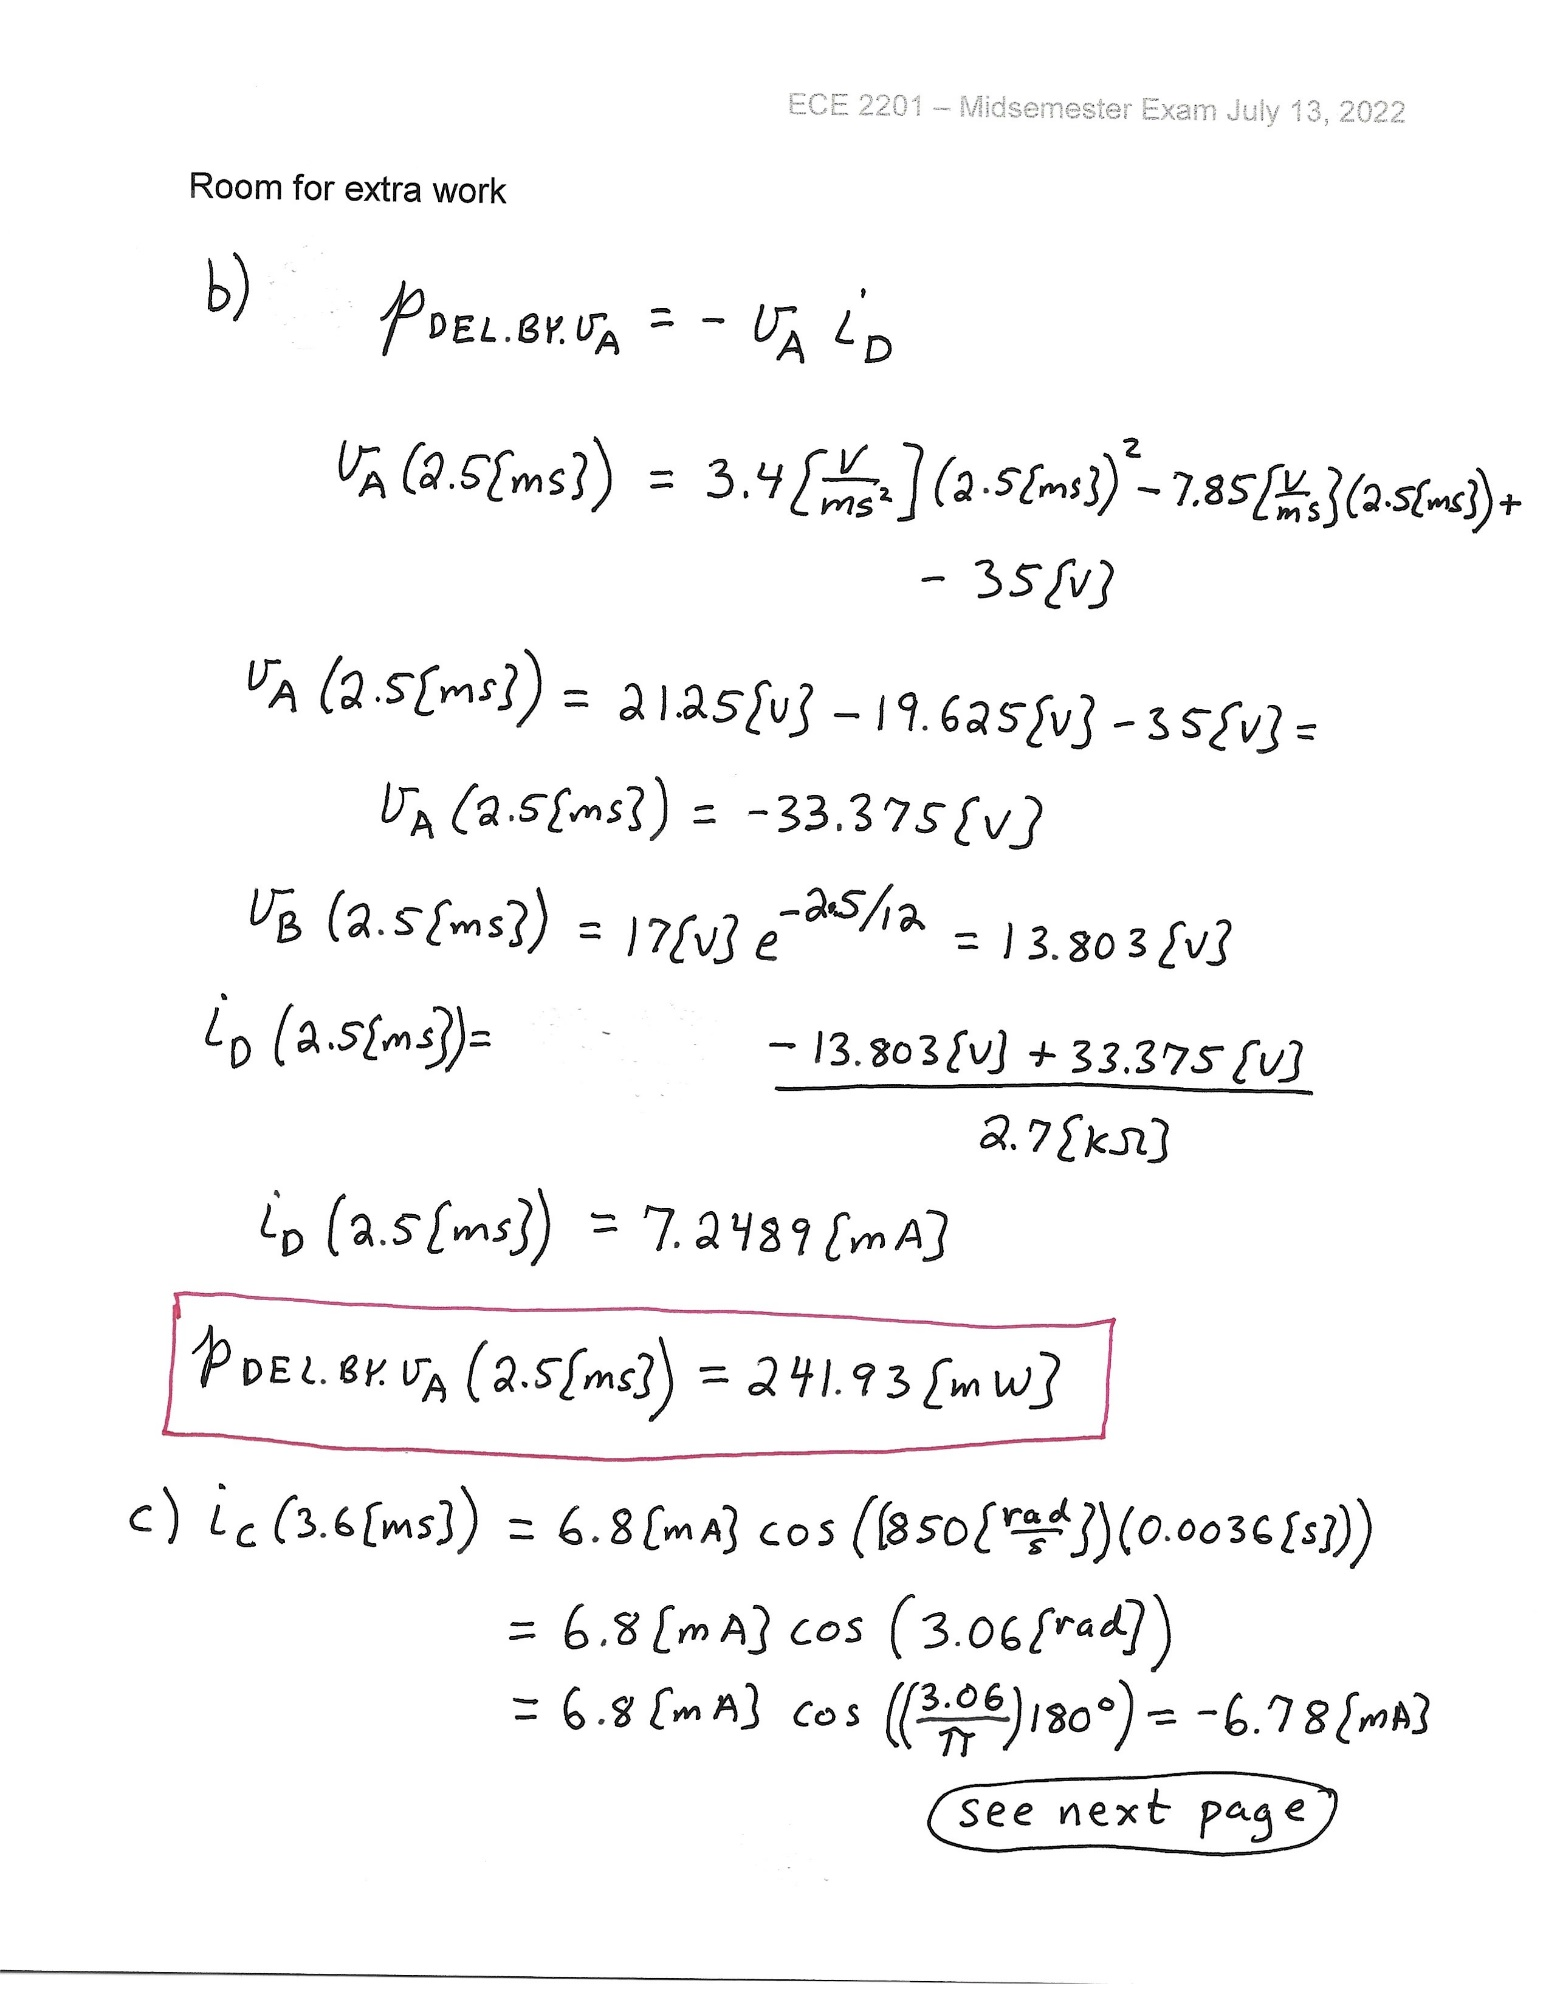 ECE 2201 – Midsemester Exam July 13, 2022
Room for extra work
b) p DEL.BY.vA = - vA iD
vA (2.5[ms]) = 3.4 [V/ms²] (2.5[ms])² - 7.85[V/ms](2.5[ms]) +
- 35[V]
vA (2.5[ms]) = 21.25[V] - 19.625[V] - 35[V] =
vA (2.5[ms]) = -33.375[V]
vB (2.5[ms]) = 17[V] e^-2.5/12 = 13.803[V]
iD (2.5[ms]) = - 13.803[V] + 33.375[V]
2.7[kΩ]
iD (2.5[ms]) = 7.2489[mA]
p DEL.BY.vA (2.5[ms]) = 241.93[mW]
c) iC (3.6[ms]) = 6.8[mA] cos ((850[rad/s])(0.0036[s]))
= 6.8[mA] cos (3.06[rad])
= 6.8[mA] cos ((3.06/π)180°) = -6.78[mA]
see next page